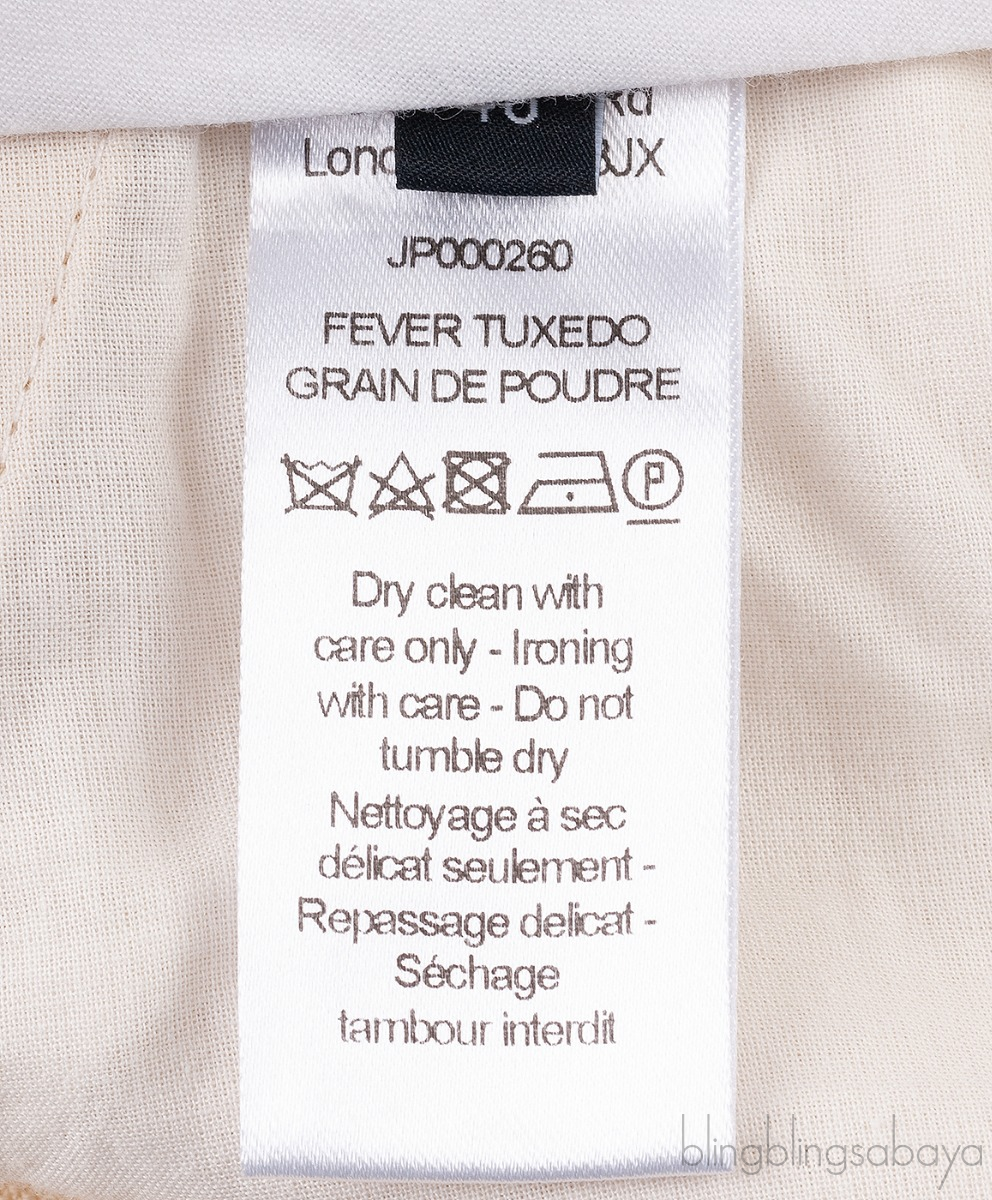 JP000260
FEVER TUXEDO
GRAIN DE POUDRE
P
Dry clean with
care only - Ironing
with care - Do not
tumble dry
Nettoyage à sec
délicat seulement -
Repassage delicat -
Séchage
tambour interdit
blingblingsabaya